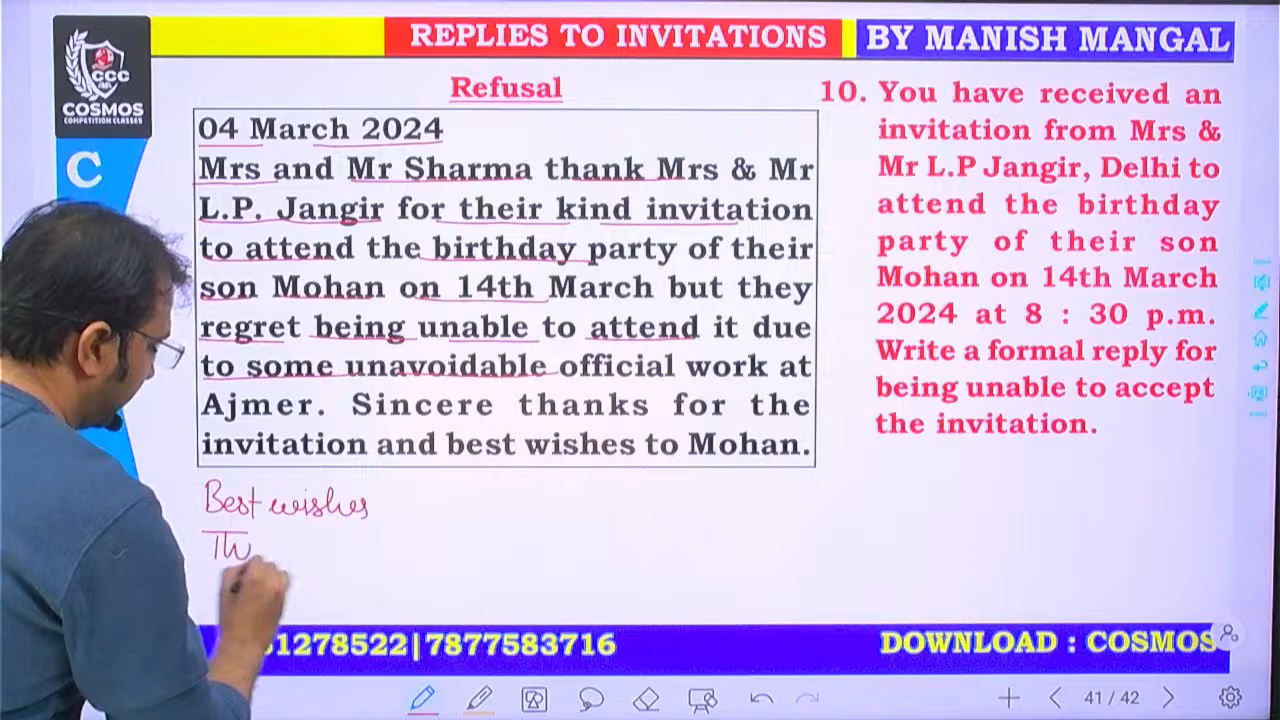 REPLIES TO INVITATIONS
BY MANISH MANGAL
CCC
COSMOS
COMPETITION CLASSES
C
Refusal
04 March 2024
Mrs and Mr Sharma thank Mrs & Mr
L.P. Jangir for their kind invitation
to attend the birthday party of their
son Mohan on 14th March but they
regret being unable to attend it due
to some unavoidable official work at
Ajmer. Sincere thanks for the
invitation and best wishes to Mohan.
Best wishes
10. You have received an
invitation from Mrs &
Mr L.P Jangir, Delhi to
attend the birthday
party of their son
Mohan on 14th March
2024 at 8 : 30 p.m.
Write a formal reply for
being unable to accept
the invitation.
1278522|7877583716
DOWNLOAD : COSMOS
41 / 42